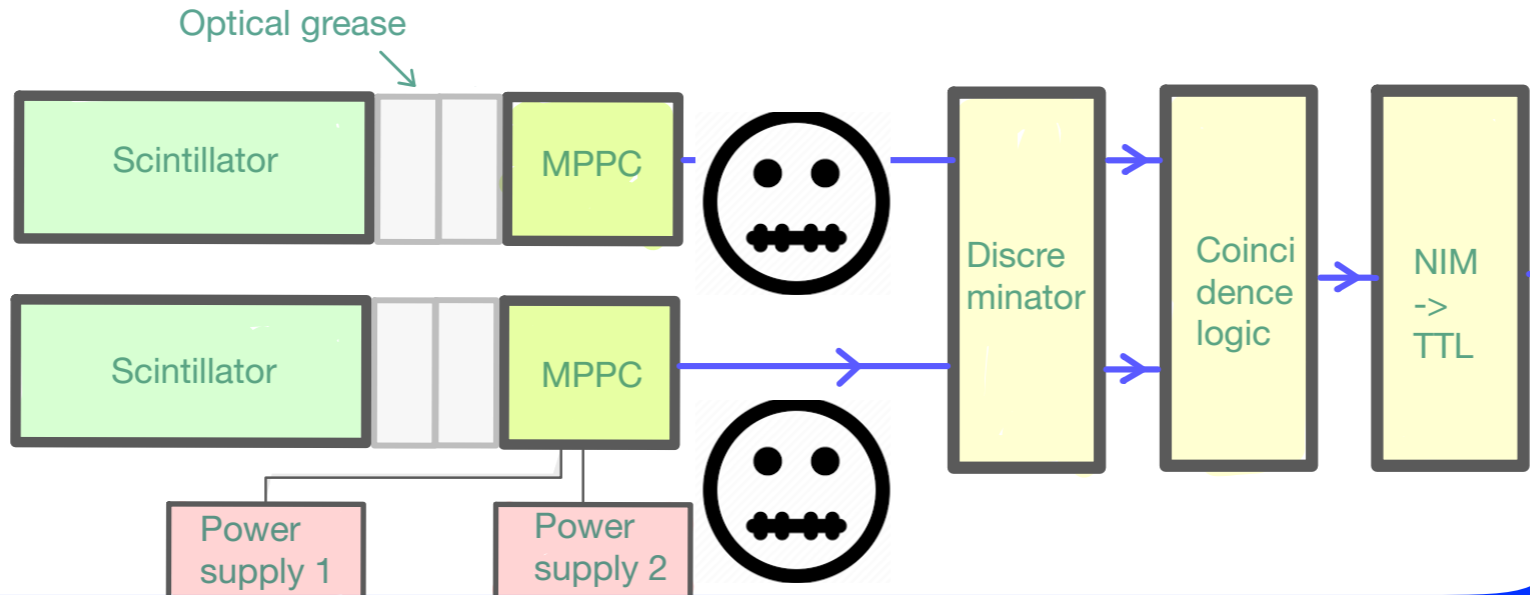 Optical grease
Scintillator
MPPC
Scintillator
MPPC
Discre
minator
Coinci
dence
logic
NIM
->
TTL
Power
supply 1
Power
supply 2